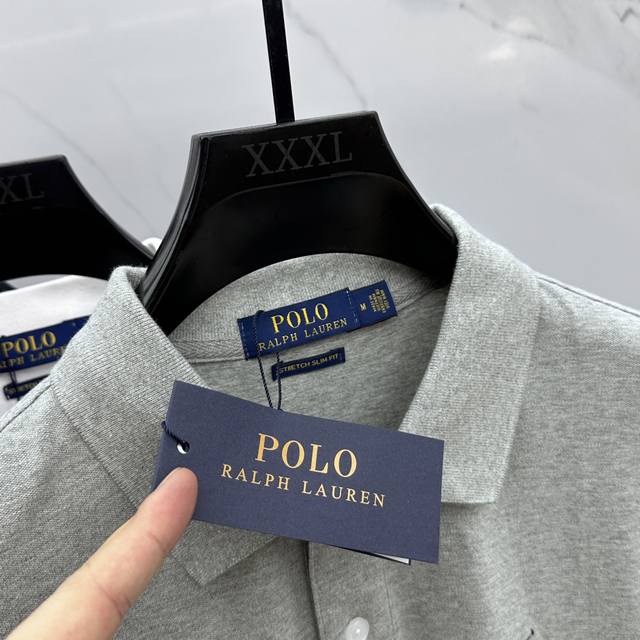 XXXL
XXL
POLO
RALPH LAUREN
M
STRETCH SLIM FIT
POLO
RALPH LAUREN
POLO
RALPH LAUREN